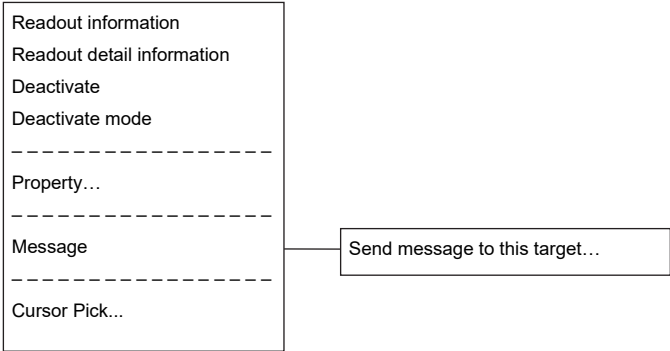 Readout information
Readout detail information
Deactivate
Deactivate mode
Property…
Message
Send message to this target…
Cursor Pick...